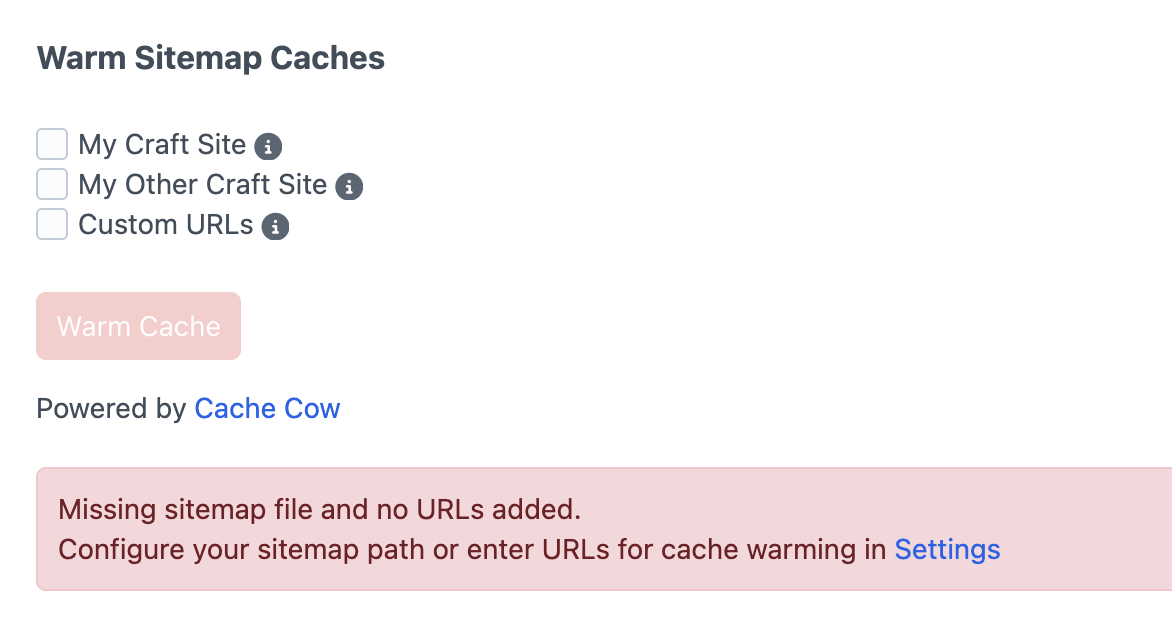 Warm Sitemap Caches
My Craft Site
My Other Craft Site
Custom URLs
Warm Cache
Powered by Cache Cow
Missing sitemap file and no URLs added.
Configure your sitemap path or enter URLs for cache warming in Settings